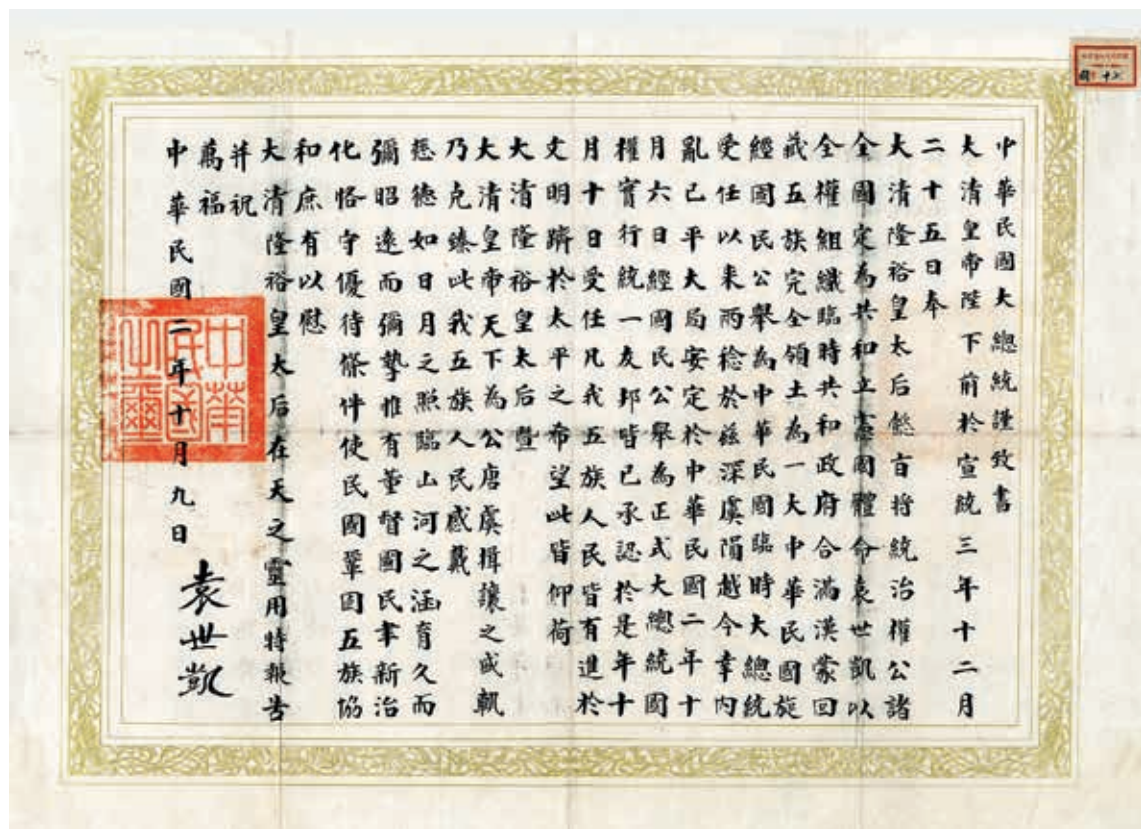 中華民國大總統謹致書
大清皇帝陛下前於宣統三年十二月
二十五日奉
大清隆裕皇太后懿旨將統治權公諸
全國定為共和立憲國體命袁世凱以
全權組織臨時共和政府合滿漢蒙回
藏五族完全領土為一大中華民國旋
經國民公舉為中華民國臨時大總統
受任以來兩稔於茲深虞隕越今幸內
亂已平大局安定於中華民國二年十
月六日經國民公舉為正式大總統國
權實行統一友邦皆已承認於是年十
月十日受任凡我五族人民皆有進於
文明躋於太平之希望此皆仰荷
大清隆裕皇太后暨
大清皇帝天下為公唐虞揖讓之盛軌
乃克臻此我五族人民感戴
懿德如日月之照臨山河之涵育久而
彌昭遠而彌摯惟有董督國民聿新治
化恪守優待條件使民國鞏固五族協
和庶有以慰
大清隆裕皇太后在天之靈用特報告
并祝
萬福
中華民國二年十月九日
袁世凱
中華民國之璽